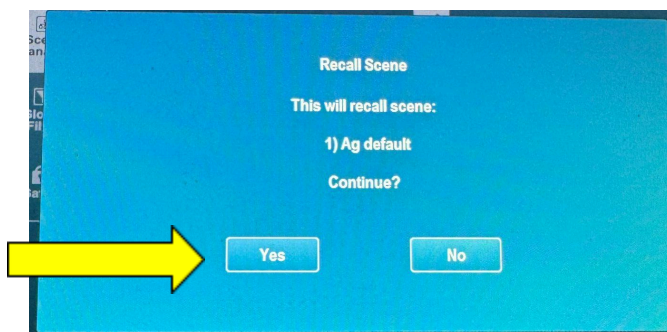 Recall Scene
This will recall scene:
1) Ag default
Continue?
Yes
No